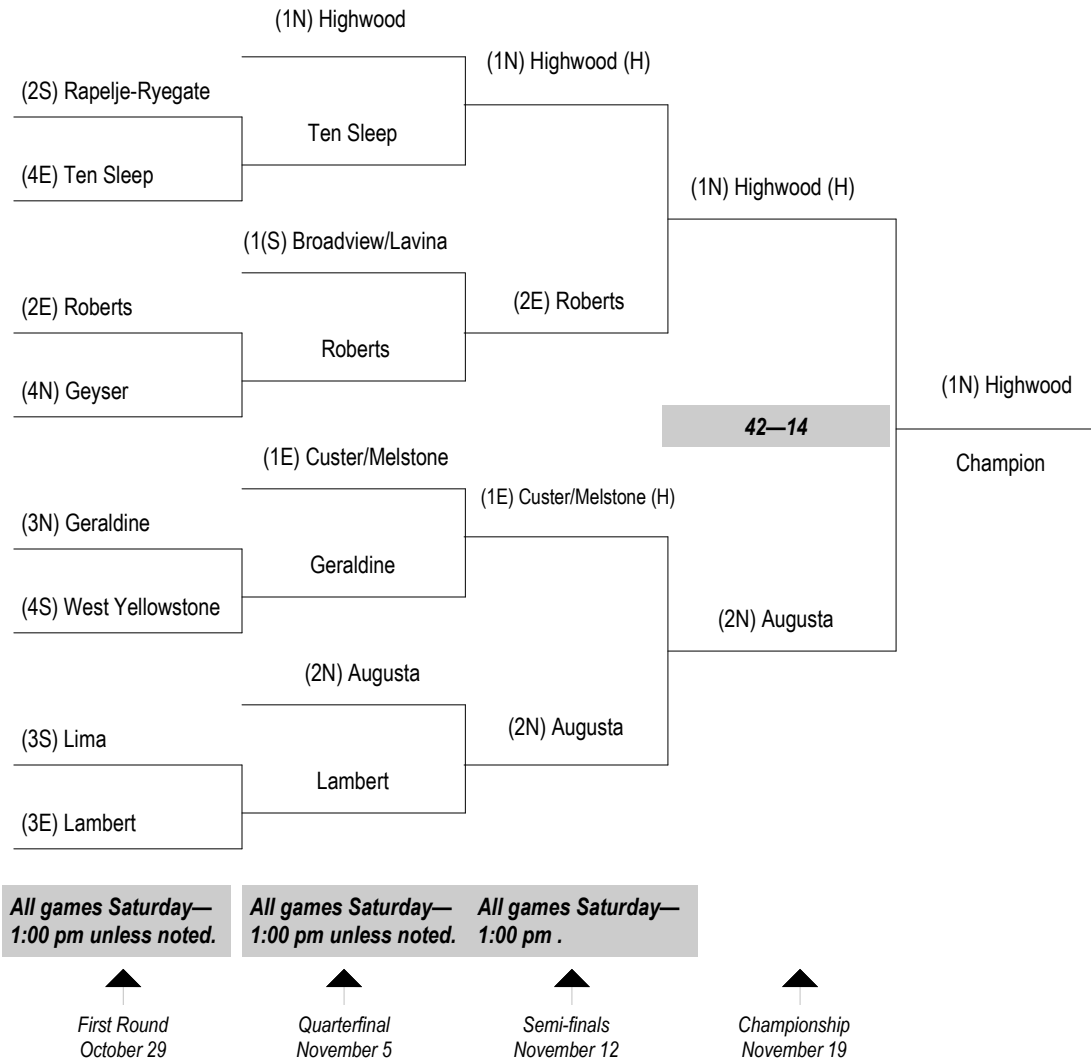 (1N) Highwood
(1N) Highwood (H)
(2S) Rapelje-Ryegate
Ten Sleep
(4E) Ten Sleep
(1N) Highwood (H)
(1(S) Broadview/Lavina
(2E) Roberts
(2E) Roberts
Roberts
(4N) Geyser
(1N) Highwood
42—14
(1E) Custer/Melstone
Champion
(1E) Custer/Melstone (H)
(3N) Geraldine
Geraldine
(4S) West Yellowstone
(2N) Augusta
(2N) Augusta
(3S) Lima
(2N) Augusta
Lambert
(3E) Lambert
All games Saturday—
1:00 pm unless noted.
All games Saturday—
1:00 pm unless noted.
All games Saturday—
1:00 pm .
First Round
October 29
Quarterfinal
November 5
Semi-finals
November 12
Championship
November 19